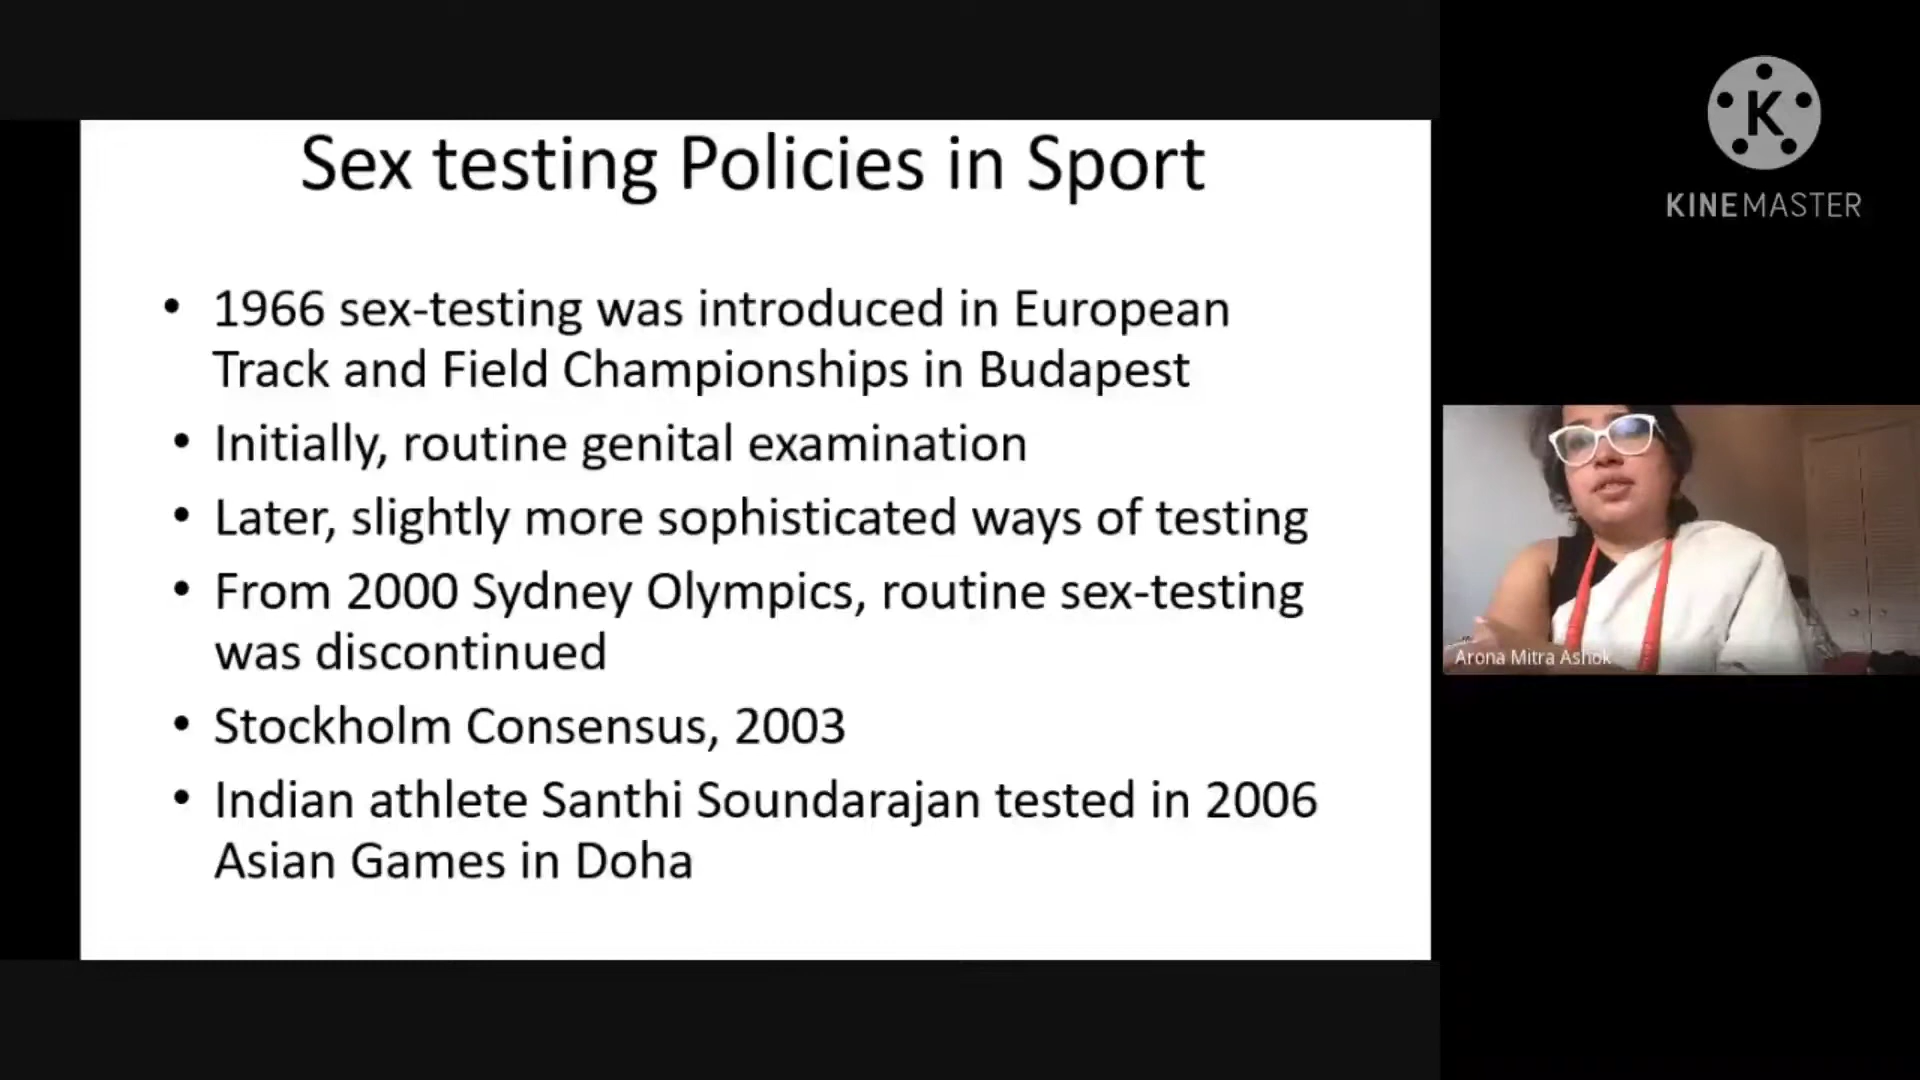 Sex testing Policies in Sport
• 1966 sex-testing was introduced in European
Track and Field Championships in Budapest
• Initially, routine genital examination
• Later, slightly more sophisticated ways of testing
• From 2000 Sydney Olympics, routine sex-testing
was discontinued
• Stockholm Consensus, 2003
• Indian athlete Santhi Soundarajan tested in 2006
Asian Games in Doha
K
KINEMASTER
Arona Mitra Ashok